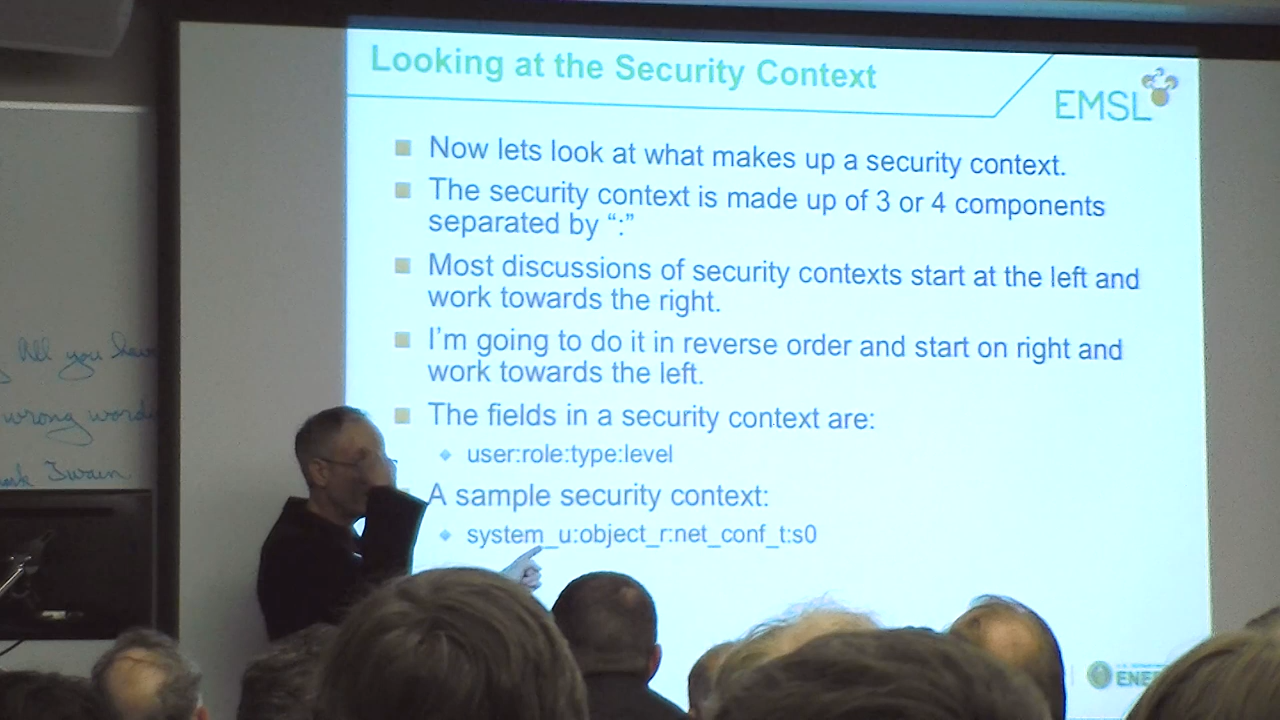 Looking at the Security Context
EMSL
Now lets look at what makes up a security context.
The security context is made up of 3 or 4 components
separated by “:”
Most discussions of security contexts start at the left and
work towards the right.
I'm going to do it in reverse order and start on right and
work towards the left.
The fields in a security context are:
user:role:type:level
A sample security context:
system_u:object_r:net_conf_t:s0
All you have
wrong word
Twain
U.S.